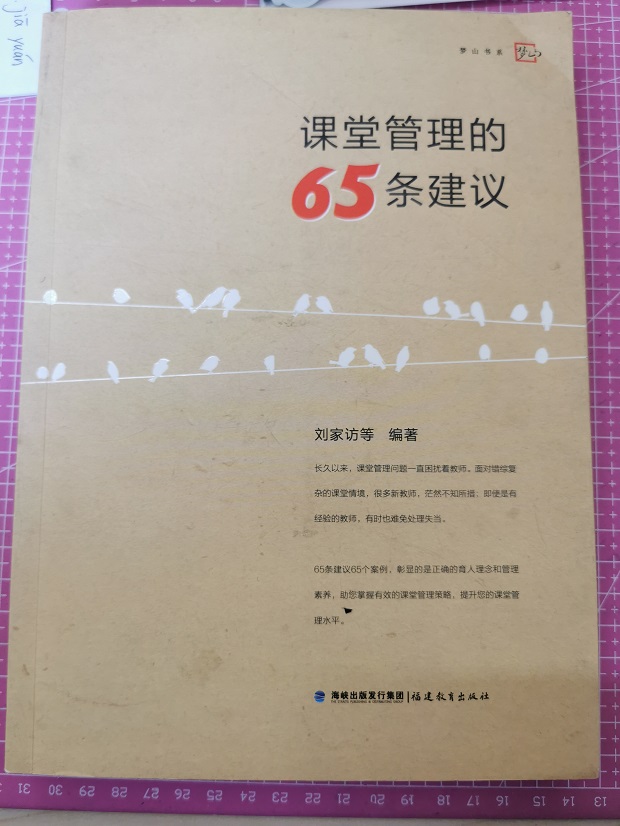 jiā yuán
梦山书系
梦山
课堂管理的
65条建议
刘家访等 编著
长久以来，课堂管理问题一直困扰着教师。面对错综复
杂的课堂情境，很多新教师，茫然不知所措；即使是有
经验的教师，有时也难免处理失当。
65条建议65个案例，彰显的是正确的育人理念和管理
素养，助您掌握有效的课堂管理策略，提升您的课堂管
理水平。
海峡出版发行集团 | 福建教育出版社
THE STRAITS PUBLISHING & DISTRIBUTING GROUP
31 30 29 28 27 26 25 24 23 22 21 20 19 18 17 16 15 14 13